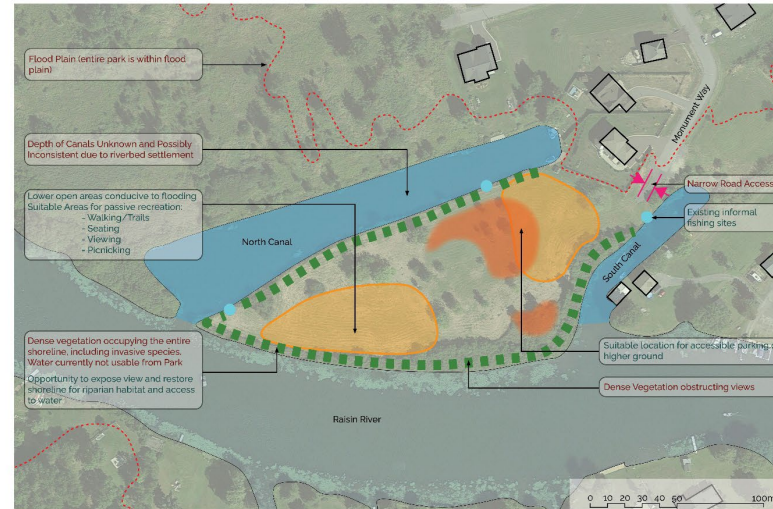 Flood Plain (entire park is within flood
plain)
Monument Way
Depth of Canals Unknown and Possibly
Inconsistent due to riverbed settlement
Narrow Road Access
Lower open areas conducive to flooding
Suitable Areas for passive recreation:
- Walking/Trails
- Seating
- Viewing
- Picnicking
Existing informal
fishing sites
North Canal
South Canal
Dense vegetation occupying the entire
shoreline, including invasive species.
Water currently not usable from Park
Opportunity to expose view and restore
shoreline for riparian habitat and access
to water
Suitable location for accessible parking,
higher ground
Dense Vegetation obstructing views
Raisin River
0 10 20 30 40 50 100m